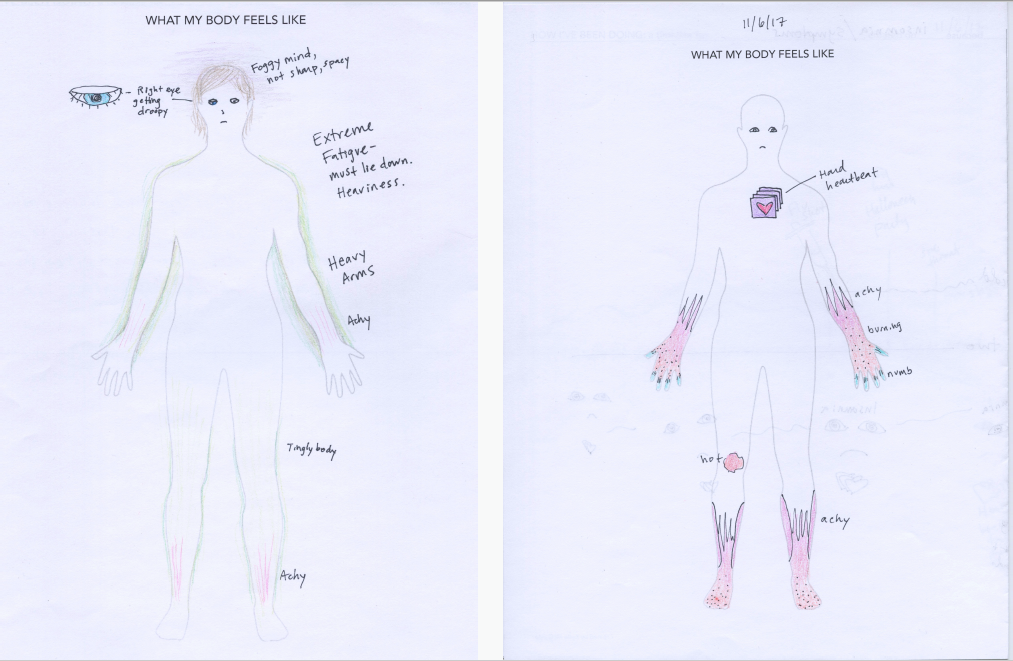 WHAT MY BODY FEELS LIKE
Foggy mind,
not sharp, spacy
Right eye
getting
droopy
Extreme
Fatigue-
must lie down.
Heaviness.
Heavy
Arms
Achy
Tingly body
Achy
11/6/17
WHAT MY BODY FEELS LIKE
Hard
heartbeat
achy
burning
numb
hot
achy